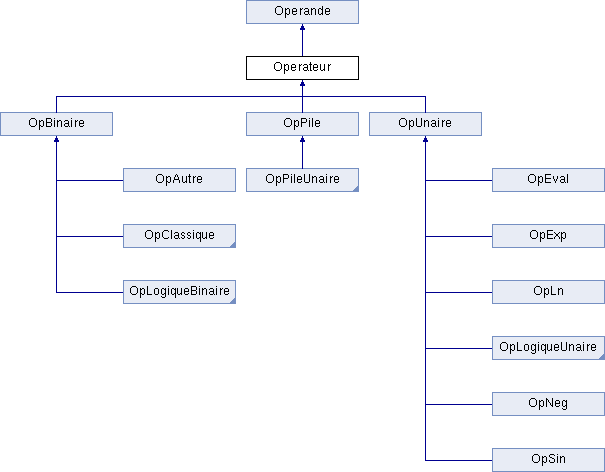 Operande
Operateur
OpBinaire
OpPile
OpUnaire
OpAutre
OpPileUnaire
OpEval
OpClassique
OpExp
OpLogiqueBinaire
OpLn
OpLogiqueUnaire
OpNeg
OpSin